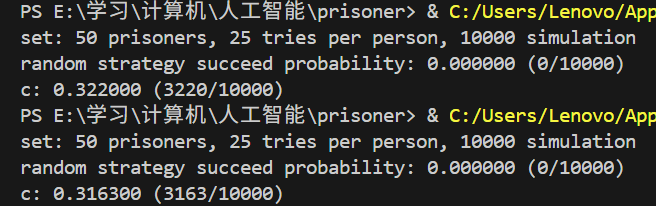 PS E:\学习\计算机\人工智能\prisoner> & C:/Users/Lenovo/App
set: 50 prisoners, 25 tries per person, 10000 simulation
random strategy succeed probability: 0.000000 (0/10000)
c: 0.322000 (3220/10000)
PS E:\学习\计算机\人工智能\prisoner> & C:/Users/Lenovo/App
set: 50 prisoners, 25 tries per person, 10000 simulation
random strategy succeed probability: 0.000000 (0/10000)
c: 0.316300 (3163/10000)